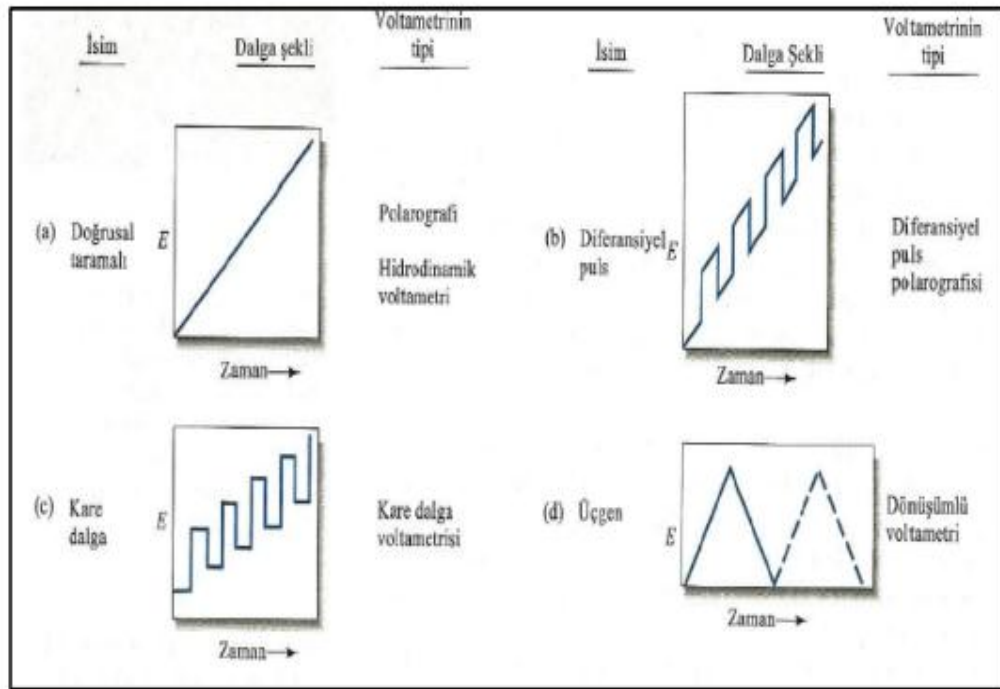 İsim
Dalga şekli
Voltametrinin
tipi
(a) Doğrusal
taramalı
E
Zaman→
Polarografi
Hidrodinamik
voltametri
İsim
Dalga Şekli
Voltametrinin
tipi
(b) Diferansiyel
puls
E
Zaman→
Diferansiyel
puls
polarografisi
(c) Kare
dalga
E
Zaman→
Kare dalga
voltametrisi
(d) Üçgen
E
Zaman→
Dönüşümlü
voltametri